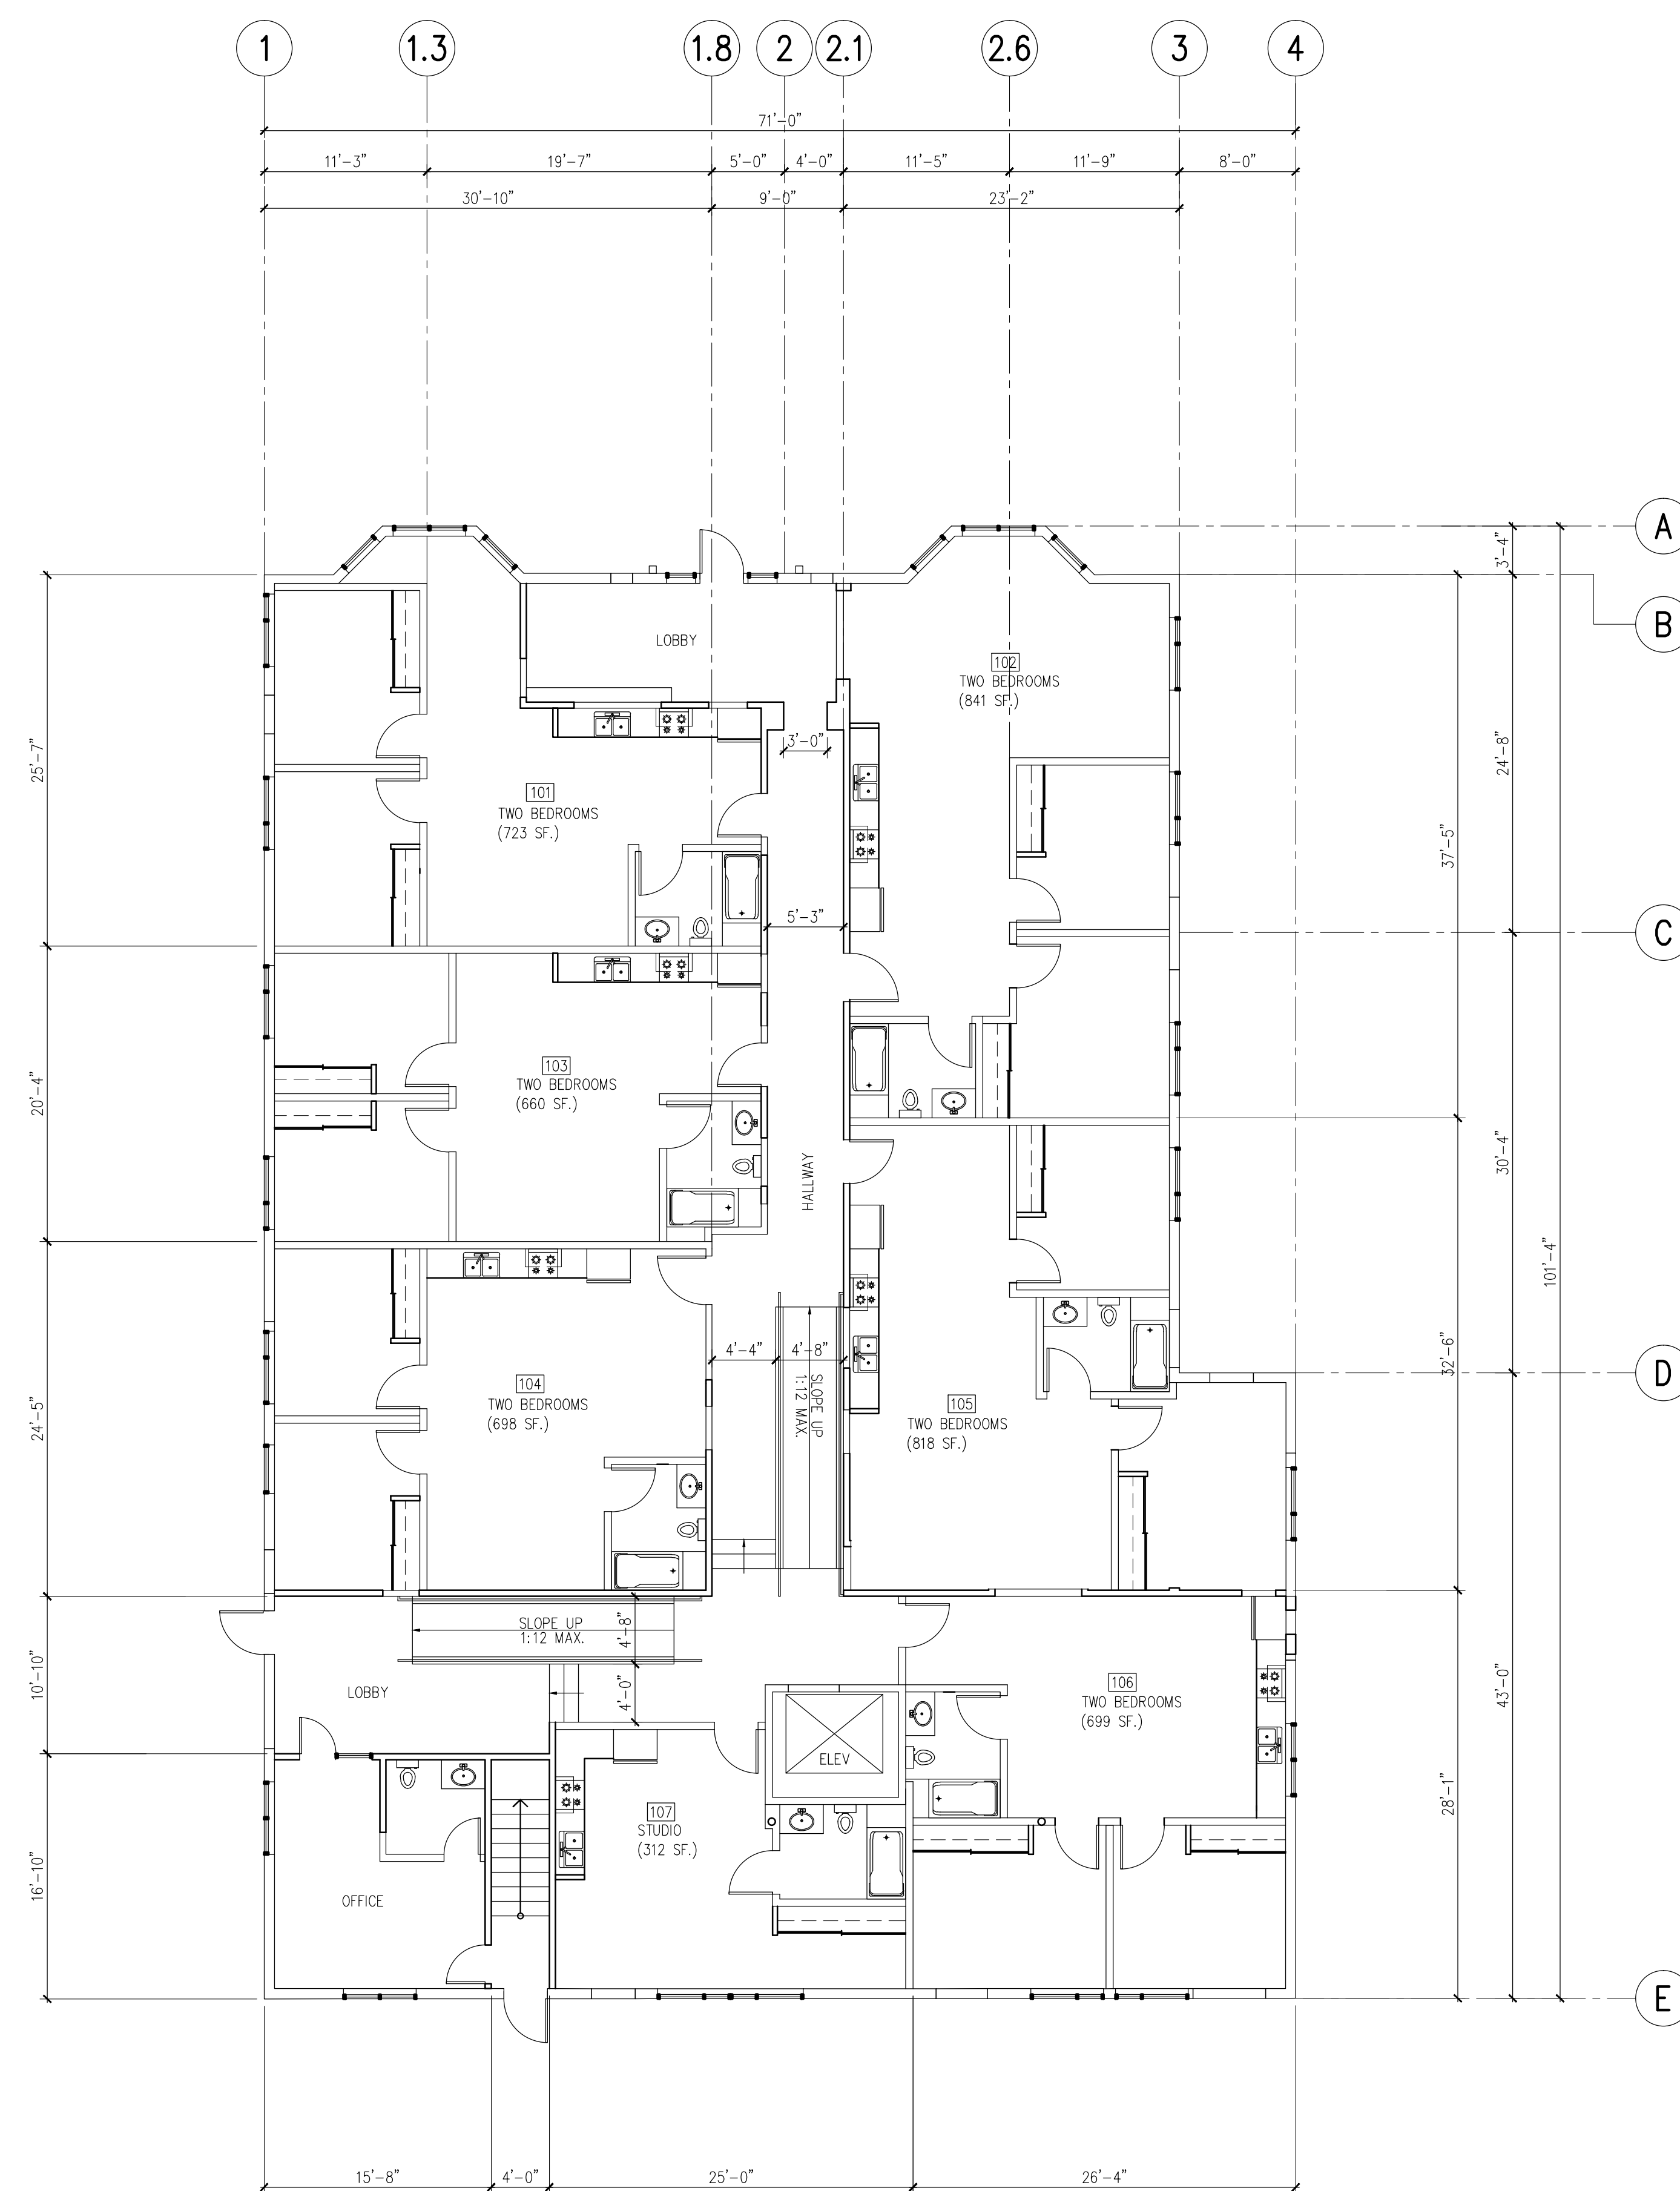 1 1.3 1.8 2 2.1 2.6 3 4
71'-0"
11'-3" 19'-7" 5'-0" 4'-0" 11'-5" 11'-9" 8'-0"
30'-10" 9'-0" 23'-2"
A
3'-4"
B
LOBBY
102
TWO BEDROOMS
(841 SF.)
3'-0"
25'-7"
24'-8"
101
TWO BEDROOMS
(723 SF.)
37'-5"
5'-3"
C
103
TWO BEDROOMS
(660 SF.)
20'-4"
HALLWAY
30'-4"
101'-4"
4'-4" 4'-8"
32'-6"
D
SLOPE UP
1:12 MAX.
104
TWO BEDROOMS
(698 SF.)
24'-5"
105
TWO BEDROOMS
(818 SF.)
SLOPE UP
1:12 MAX.
4'-8"
10'-10"
LOBBY
4'-0"
106
TWO BEDROOMS
(699 SF.)
43'-0"
ELEV
28'-1"
107
STUDIO
(312 SF.)
16'-10"
OFFICE
E
15'-8" 4'-0" 25'-0" 26'-4"